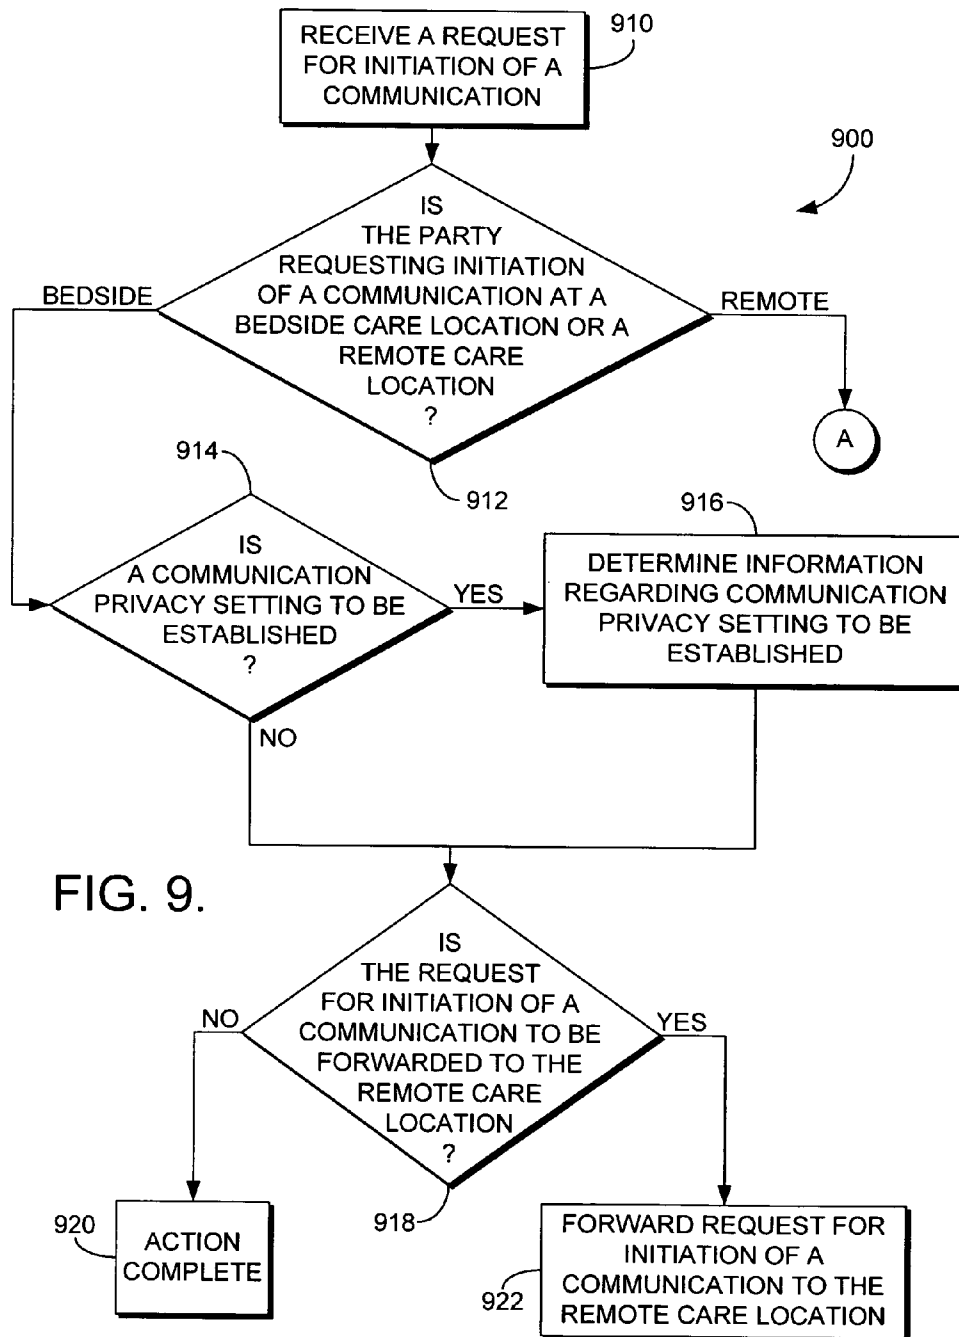 RECEIVE A REQUEST
FOR INITIATION OF A
COMMUNICATION
910
900
IS
THE PARTY
REQUESTING INITIATION
OF A COMMUNICATION AT A
BEDSIDE CARE LOCATION OR A
REMOTE CARE
LOCATION
?
BEDSIDE
REMOTE
A
912
914
IS
A COMMUNICATION
PRIVACY SETTING TO BE
ESTABLISHED
?
YES
NO
916
DETERMINE INFORMATION
REGARDING COMMUNICATION
PRIVACY SETTING TO BE
ESTABLISHED
FIG. 9.
IS
THE REQUEST
FOR INITIATION OF A
COMMUNICATION TO BE
FORWARDED TO THE
REMOTE CARE
LOCATION
?
NO
YES
918
920
ACTION
COMPLETE
922
FORWARD REQUEST FOR
INITIATION OF A
COMMUNICATION TO THE
REMOTE CARE LOCATION